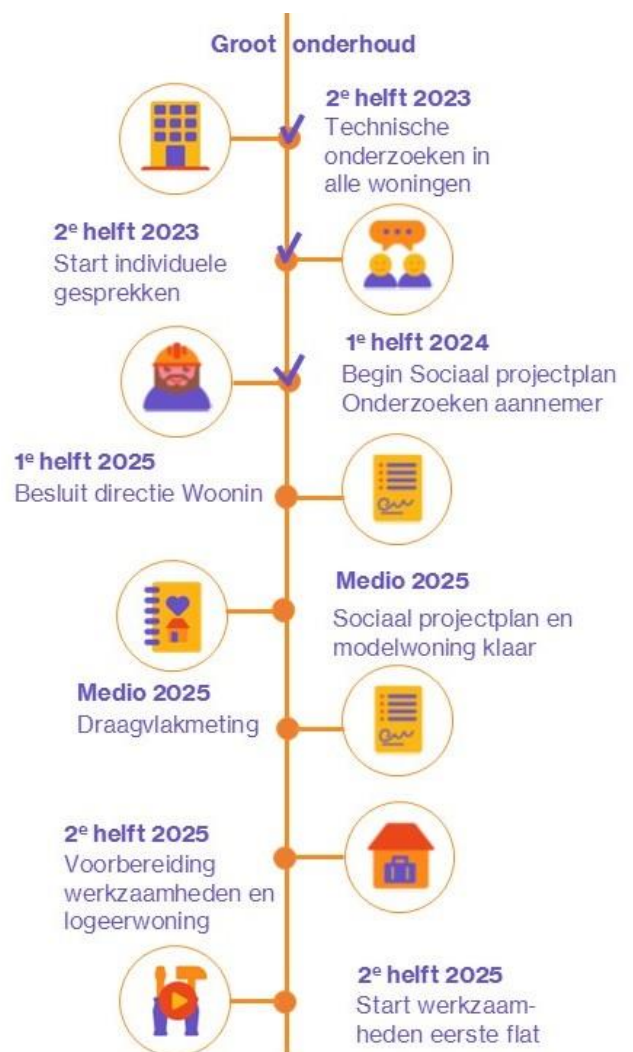 Groot onderhoud
2e helft 2023
Technische
onderzoeken in
alle woningen
2e helft 2023
Start individuele
gesprekken
1e helft 2024
Begin Sociaal projectplan
Onderzoeken aannemer
1e helft 2025
Besluit directie Woonin
Medio 2025
Sociaal projectplan en
modelwoning klaar
Medio 2025
Draagvlakmeting
2e helft 2025
Voorbereiding
werkzaamheden en
logeerwoning
2e helft 2025
Start werkzaam-
heden eerste flat